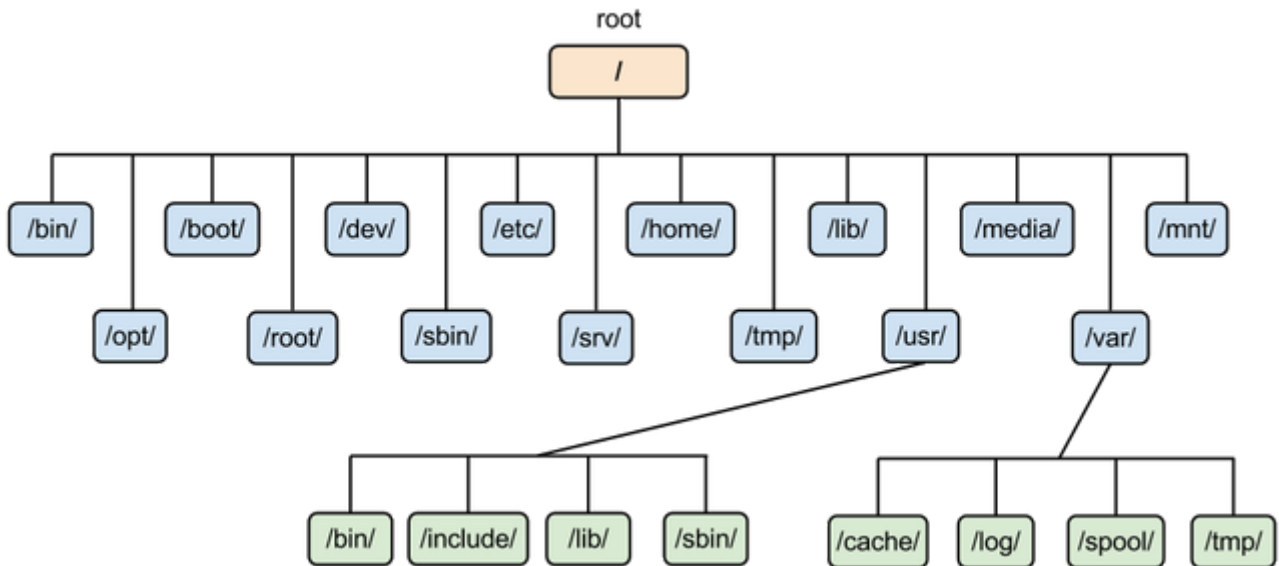 root
/
/bin/
/boot/
/dev/
/etc/
/home/
/lib/
/media/
/mnt/
/opt/
/root/
/sbin/
/srv/
/tmp/
/usr/
/var/
/bin/
/include/
/lib/
/sbin/
/cache/
/log/
/spool/
/tmp/